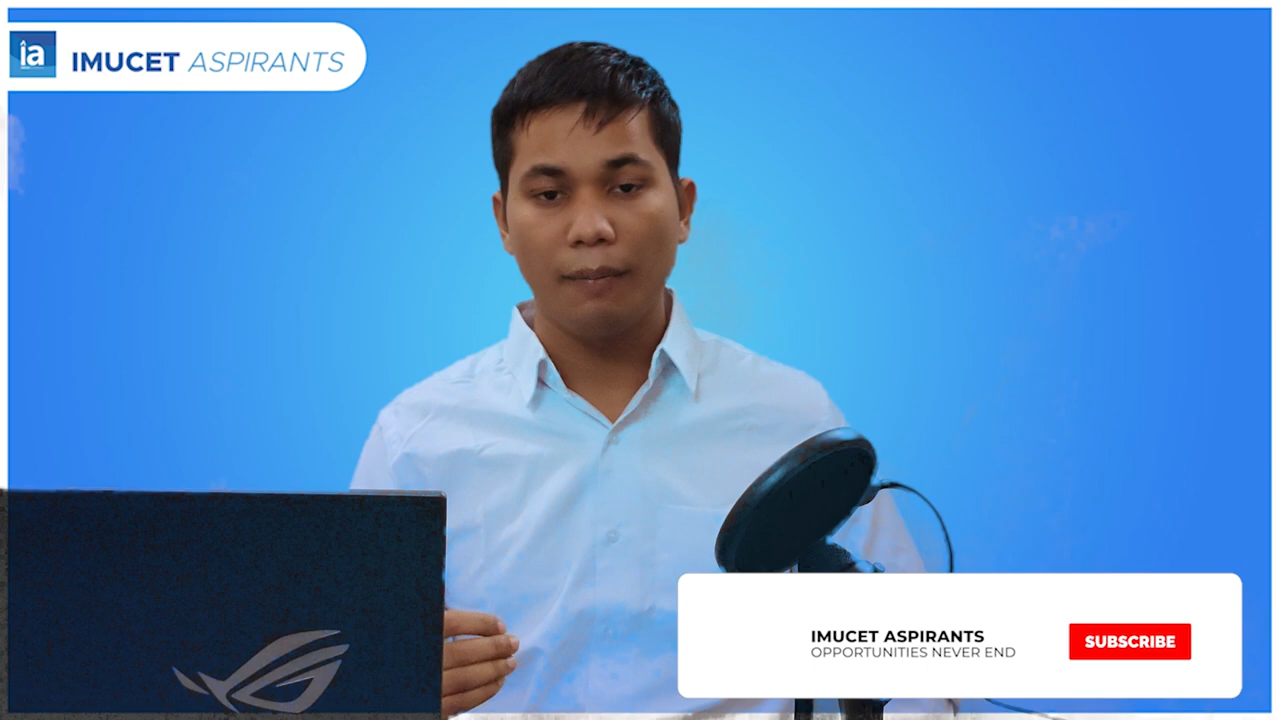 ia
IMUCET ASPIRANTS
IMUCET ASPIRANTS
OPPORTUNITIES NEVER END
SUBSCRIBE